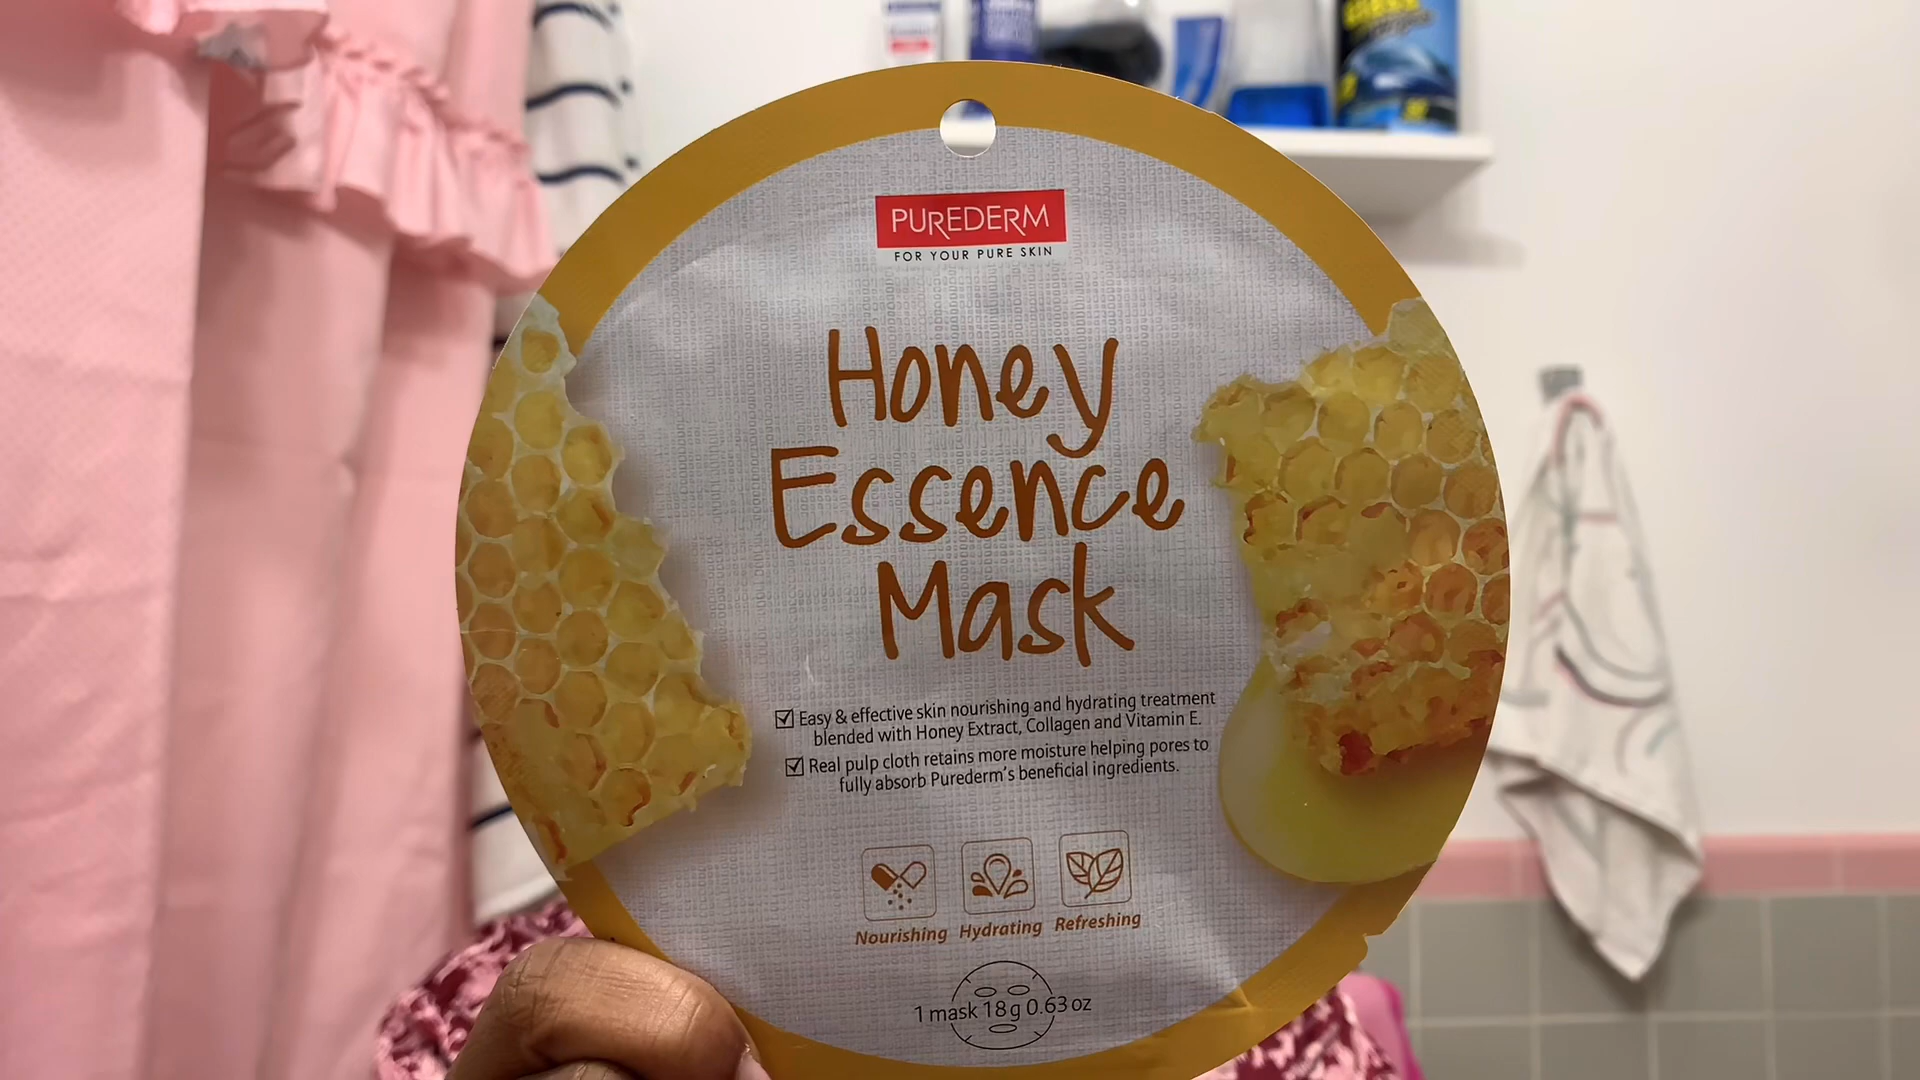 PUREDERM
FOR YOUR PURE SKIN
Honey
Essence
Mask
Easy & effective skin nourishing and hydrating treatment
blended with Honey Extract, Collagen and Vitamin E.
Real pulp cloth retains more moisture helping pores to
fully absorb Purederm's beneficial ingredients.
Nourishing Hydrating Refreshing
1 mask 18g 0.63 oz